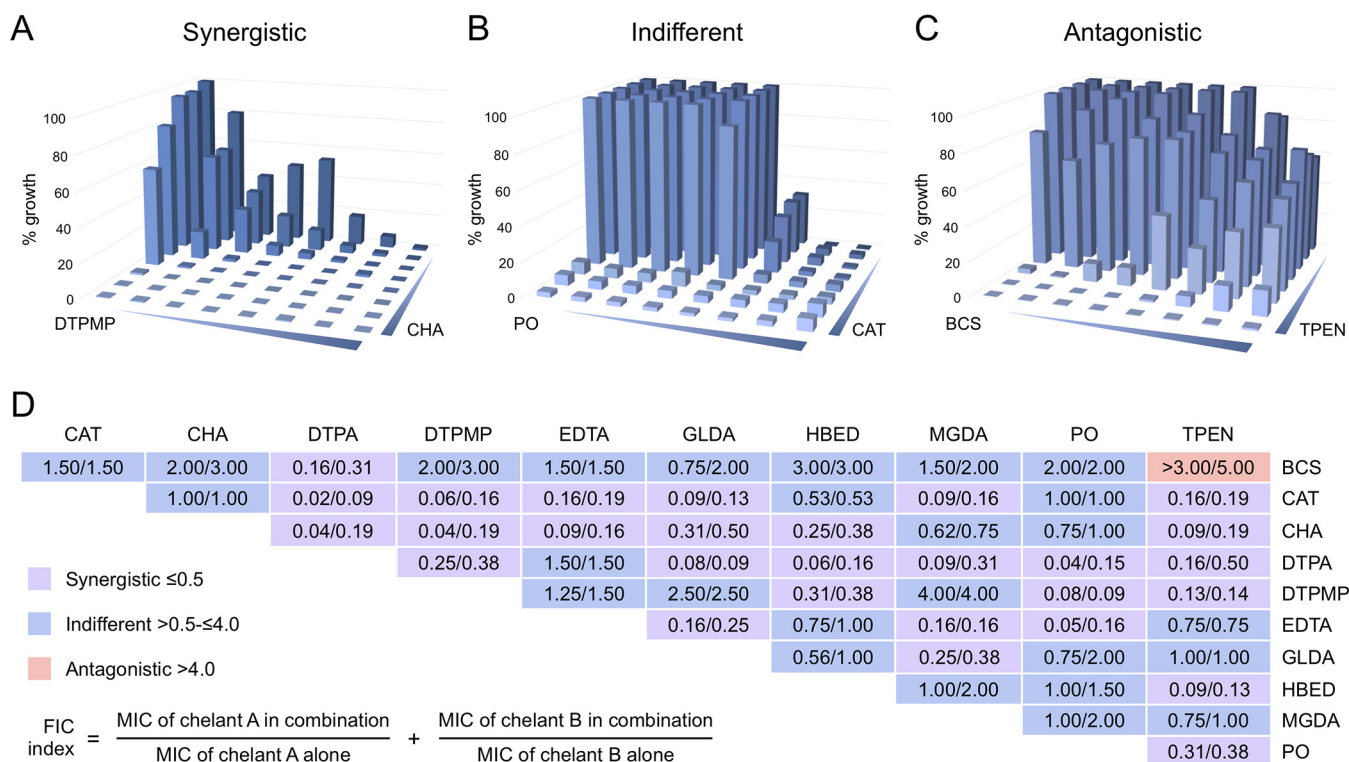 A
Synergistic
% growth
100
80
60
40
20
0
DTPMP
CHA
B
Indifferent
% growth
100
80
60
40
20
0
PO
CAT
C
Antagonistic
% growth
100
80
60
40
20
0
BCS
TPEN
D
CAT CHA DTPA DTPMP EDTA GLDA HBED MGDA PO TPEN
1.50/1.50 2.00/3.00 0.16/0.31 2.00/3.00 1.50/1.50 0.75/2.00 3.00/3.00 1.50/2.00 2.00/2.00 >3.00/5.00 BCS
1.00/1.00 0.02/0.09 0.06/0.16 0.16/0.19 0.09/0.13 0.53/0.53 0.09/0.16 1.00/1.00 0.16/0.19 CAT
0.04/0.19 0.04/0.19 0.09/0.16 0.31/0.50 0.25/0.38 0.62/0.75 0.75/1.00 0.09/0.19 CHA
0.25/0.38 1.50/1.50 0.08/0.09 0.06/0.16 0.09/0.31 0.04/0.15 0.16/0.50 DTPA
1.25/1.50 2.50/2.50 0.31/0.38 4.00/4.00 0.08/0.09 0.13/0.14 DTPMP
0.16/0.25 0.75/1.00 0.16/0.16 0.05/0.16 0.75/0.75 EDTA
0.56/1.00 0.25/0.38 0.75/2.00 1.00/1.00 GLDA
1.00/2.00 1.00/1.50 0.09/0.13 HBED
1.00/2.00 0.75/1.00 MGDA
0.31/0.38 PO
Synergistic ≤0.5
Indifferent >0.5-≤4.0
Antagonistic >4.0
FIC index = MIC of chelant A in combination + MIC of chelant B in combination
MIC of chelant A alone MIC of chelant B alone